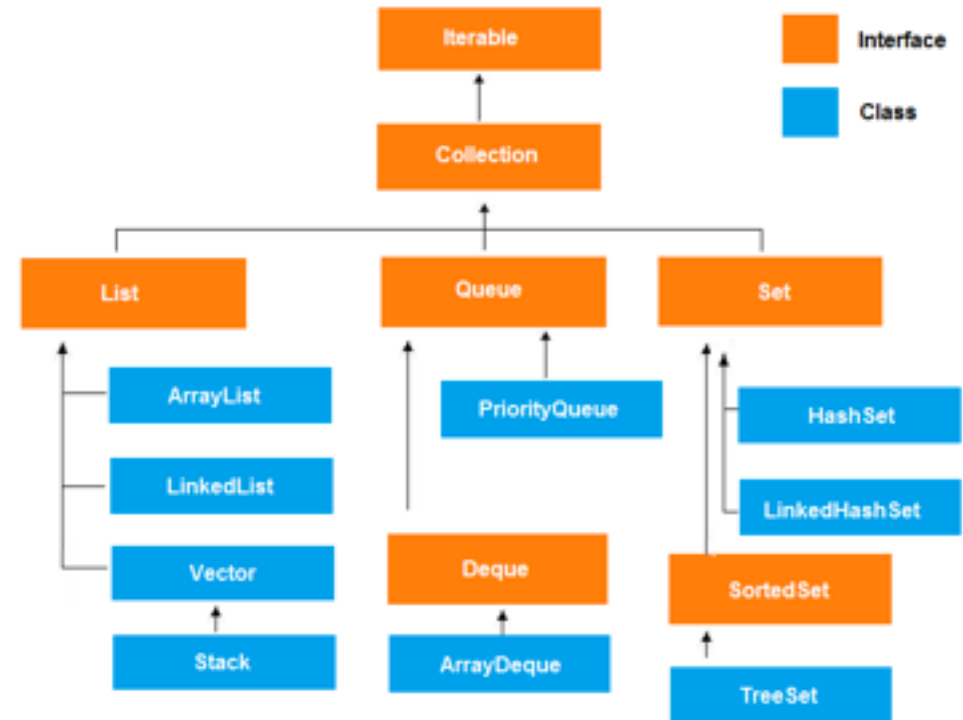 Iterable
Interface
Class
Collection
List
Queue
Set
ArrayList
PriorityQueue
HashSet
LinkedList
LinkedHashSet
Vector
Deque
SortedSet
Stack
ArrayDeque
TreeSet